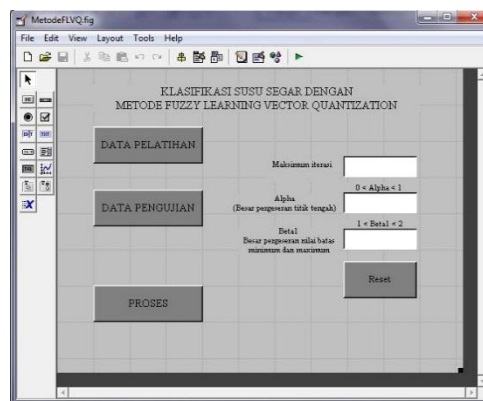 MetodeFLVQ.fig
File Edit View Layout Tools Help
KLASIFIKASI SUSU SEGAR DENGAN
METODE FUZZY LEARNING VECTOR QUANTIZATION
DATA PELATIHAN
Maksimum iterasi
0 < Alpha < 1
DATA PENGUJIAN
Alpha
(Besar pergeseran titik tengah)
1 < Beta1 < 2
Beta1
Besar pergeseran nilai batas
minimum dan maximum
Reset
PROSES